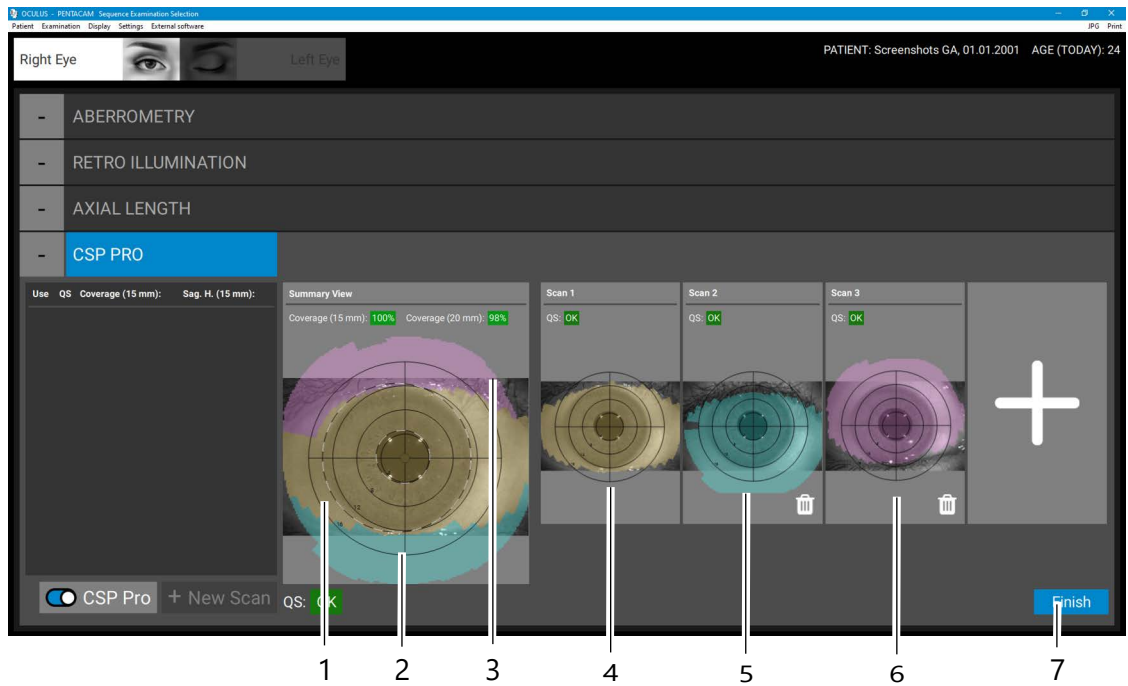 OCULUS - PENTACAM Sequence Examination Selection
Patient Examination Display Settings External software JPG Print
Right Eye Left Eye PATIENT: Screenshots GA, 01.01.2001 AGE (TODAY): 24
- ABERROMETRY
- RETRO ILLUMINATION
- AXIAL LENGTH
- CSP PRO
Use QS Coverage (15 mm): Sag. H. (15 mm):
Summary View
Coverage (15 mm): 100% Coverage (20 mm): 98%
Scan 1
QS: OK
Scan 2
QS: OK
Scan 3
QS: OK
12
16
CSP Pro + New Scan QS: OK Finish
1 2 3 4 5 6 7